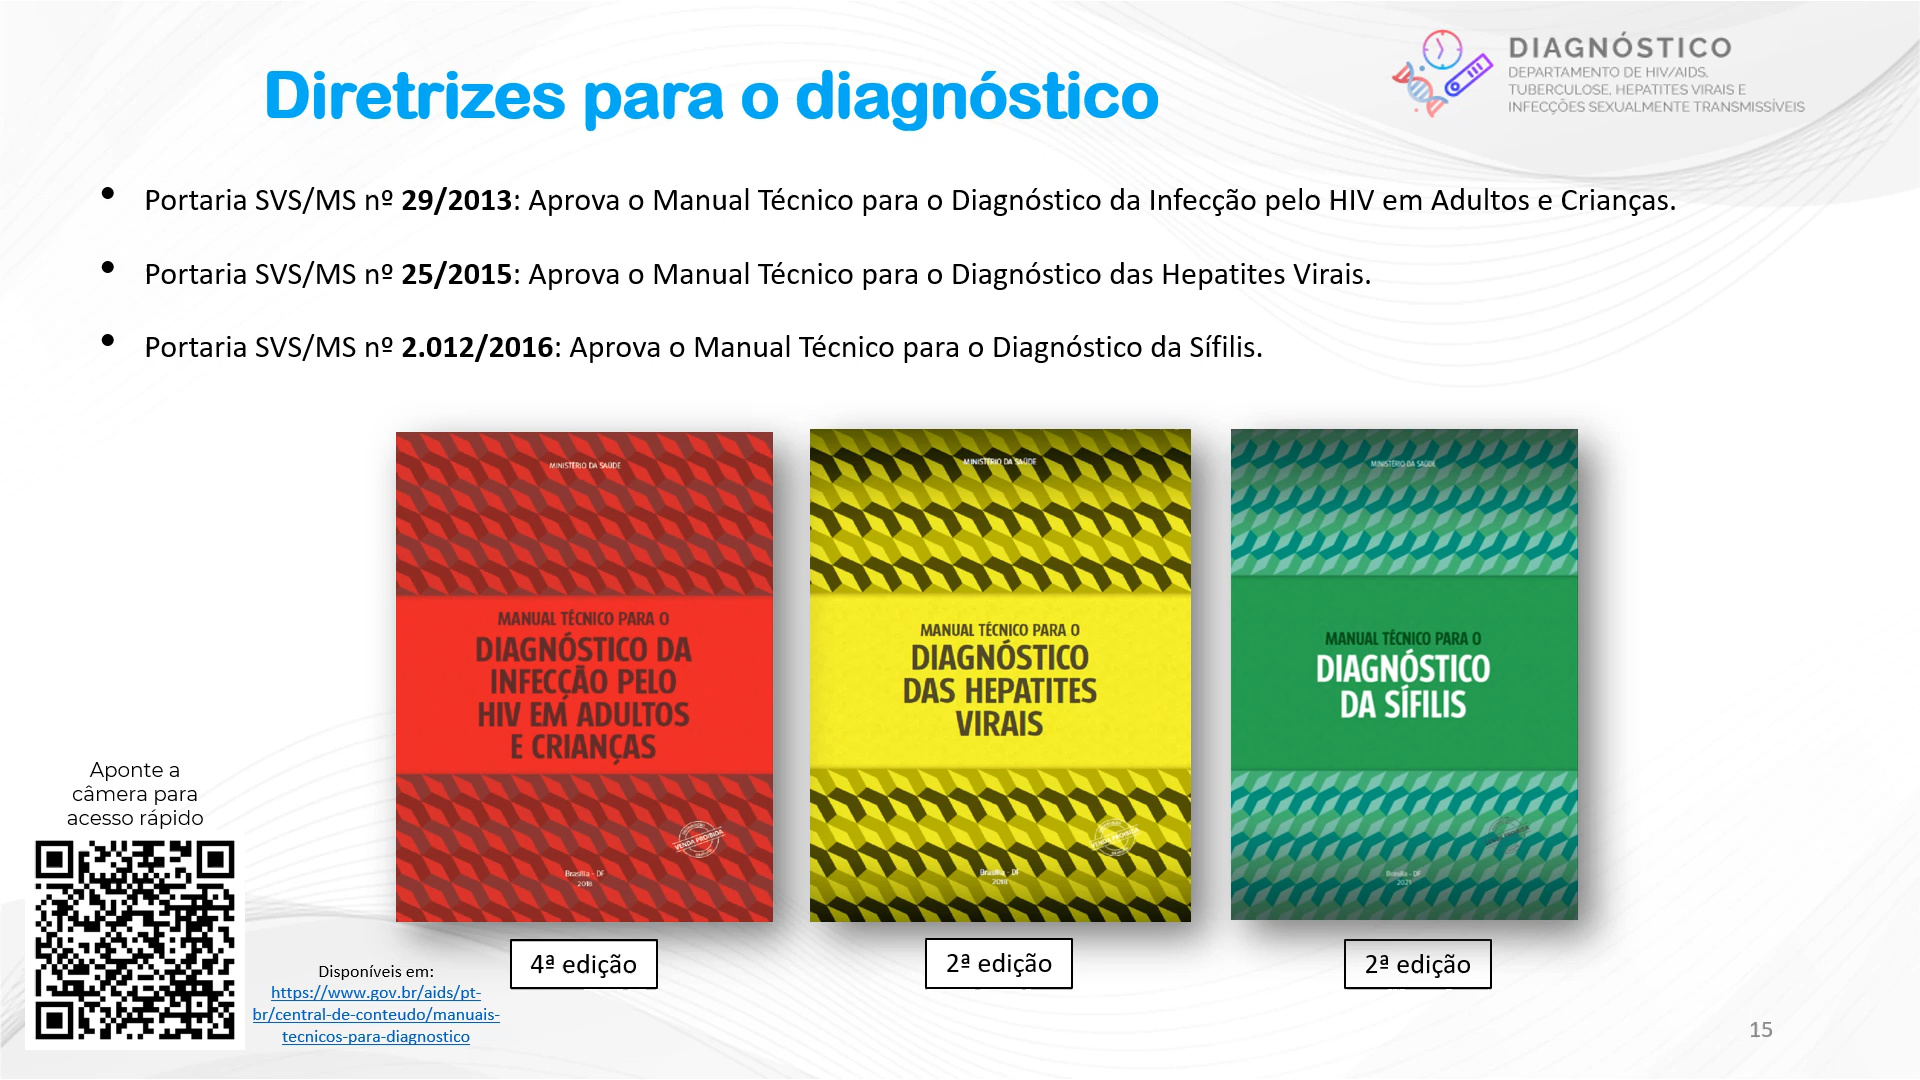 Diretrizes para o diagnóstico
DIAGNÓSTICO
DEPARTAMENTO DE HIV/AIDS,
TUBERCULOSE, HEPATITES VIRAIS E
INFECÇÕES SEXUALMENTE TRANSMISSÍVEIS
• Portaria SVS/MS nº 29/2013: Aprova o Manual Técnico para o Diagnóstico da Infecção pelo HIV em Adultos e Crianças.
• Portaria SVS/MS nº 25/2015: Aprova o Manual Técnico para o Diagnóstico das Hepatites Virais.
• Portaria SVS/MS nº 2.012/2016: Aprova o Manual Técnico para o Diagnóstico da Sífilis.
MINISTÉRIO DA SAÚDE
MANUAL TÉCNICO PARA O
DIAGNÓSTICO DA
INFECÇÃO PELO
HIV EM ADULTOS
E CRIANÇAS
VENDA PROIBIDA
Brasília - DF
2018
4ª edição
MINISTÉRIO DA SAÚDE
MANUAL TÉCNICO PARA O
DIAGNÓSTICO
DAS HEPATITES
VIRAIS
VENDA PROIBIDA
Brasília - DF
2018
2ª edição
MINISTÉRIO DA SAÚDE
MANUAL TÉCNICO PARA O
DIAGNÓSTICO
DA SÍFILIS
Brasília - DF
2021
2ª edição
Aponte a
câmera para
acesso rápido
Disponíveis em:
https://www.gov.br/aids/pt-
br/central-de-conteudo/manuais-
tecnicos-para-diagnostico
15